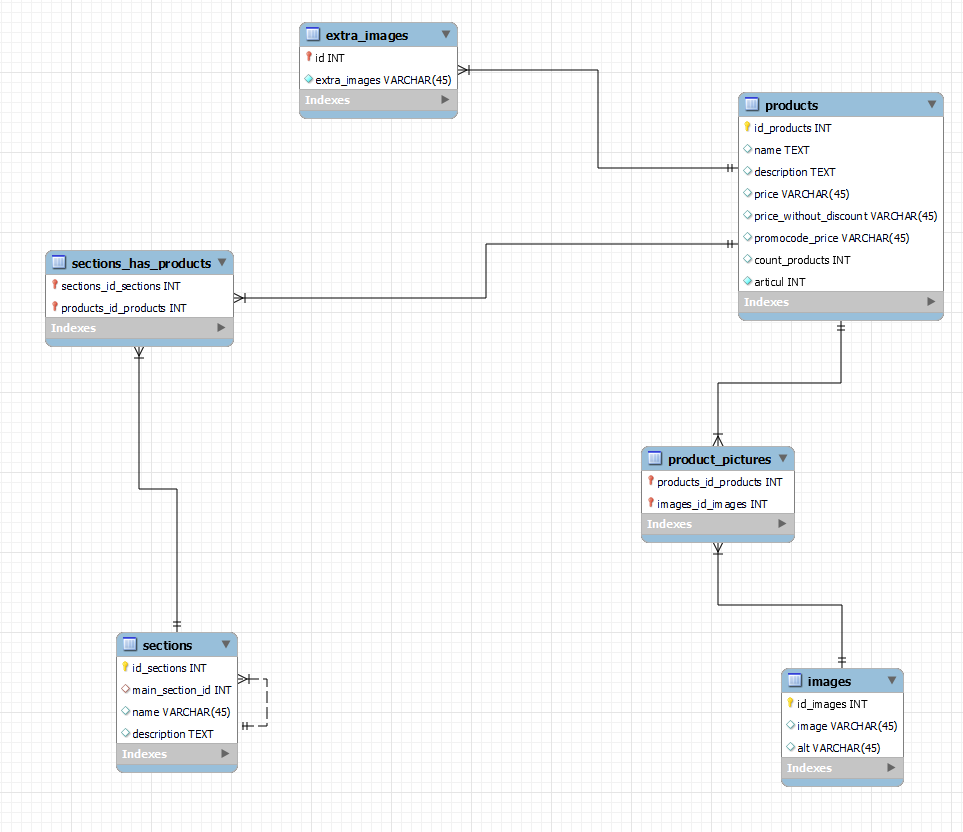 extra_images
id INT
extra_images VARCHAR(45)
Indexes
products
id_products INT
name TEXT
description TEXT
price VARCHAR(45)
price_without_discount VARCHAR(45)
promocode_price VARCHAR(45)
count_products INT
articul INT
Indexes
sections_has_products
sections_id_sections INT
products_id_products INT
Indexes
product_pictures
products_id_products INT
images_id_images INT
Indexes
sections
id_sections INT
main_section_id INT
name VARCHAR(45)
description TEXT
Indexes
images
id_images INT
image VARCHAR(45)
alt VARCHAR(45)
Indexes